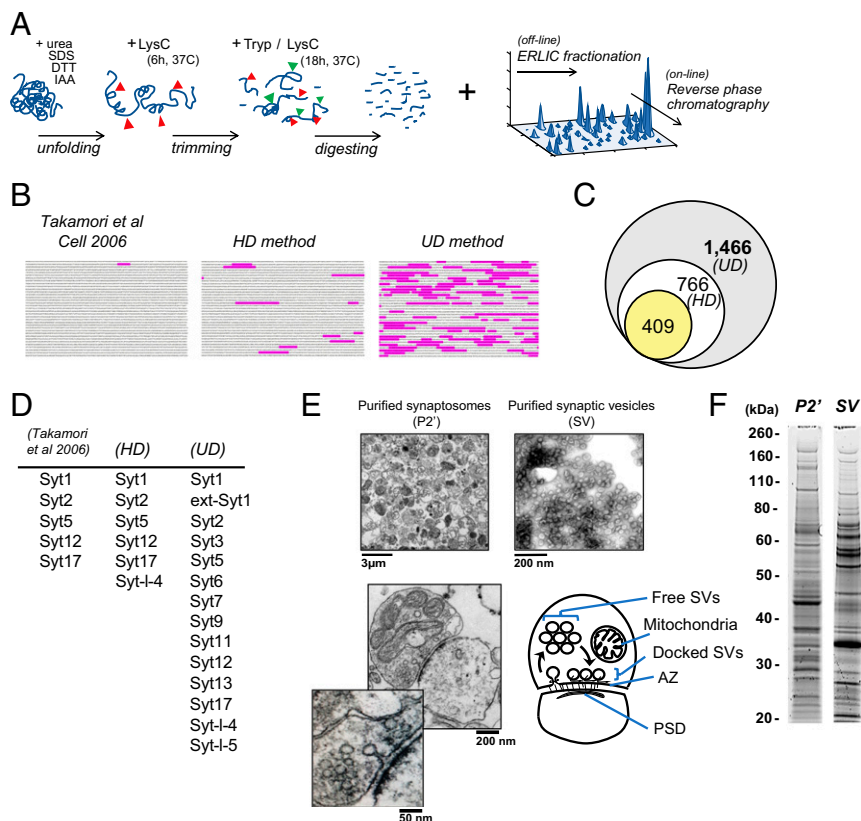 A
+ urea
SDS
DTT
IAA
+LysC
(6h, 37C)
+Tryp / LysC
(18h, 37C)
unfolding
trimming
digesting
+
(off-line)
ERLIC fractionation
(on-line)
Reverse phase
chromatography
B
Takamori et al
Cell 2006
HD method
UD method
C
1,466
(UD)
766
(HD)
409
D
(Takamori
et al 2006)
(HD)
(UD)
Syt1 Syt1 Syt1
Syt2 Syt2 ext-Syt1
Syt5 Syt5 Syt2
Syt12 Syt12 Syt3
Syt17 Syt17 Syt5
Syt-l-4 Syt6
Syt7
Syt9
Syt11
Syt12
Syt13
Syt17
Syt-l-4
Syt-l-5
E
Purified synaptosomes
(P2')
Purified synaptic vesicles
(SV)
3µm
200 nm
200 nm
50 nm
Free SVs
Mitochondria
Docked SVs
AZ
PSD
F
(kDa) P2' SV
260 -
160 -
110 -
80 -
60 -
50 -
40 -
30 -
20 -